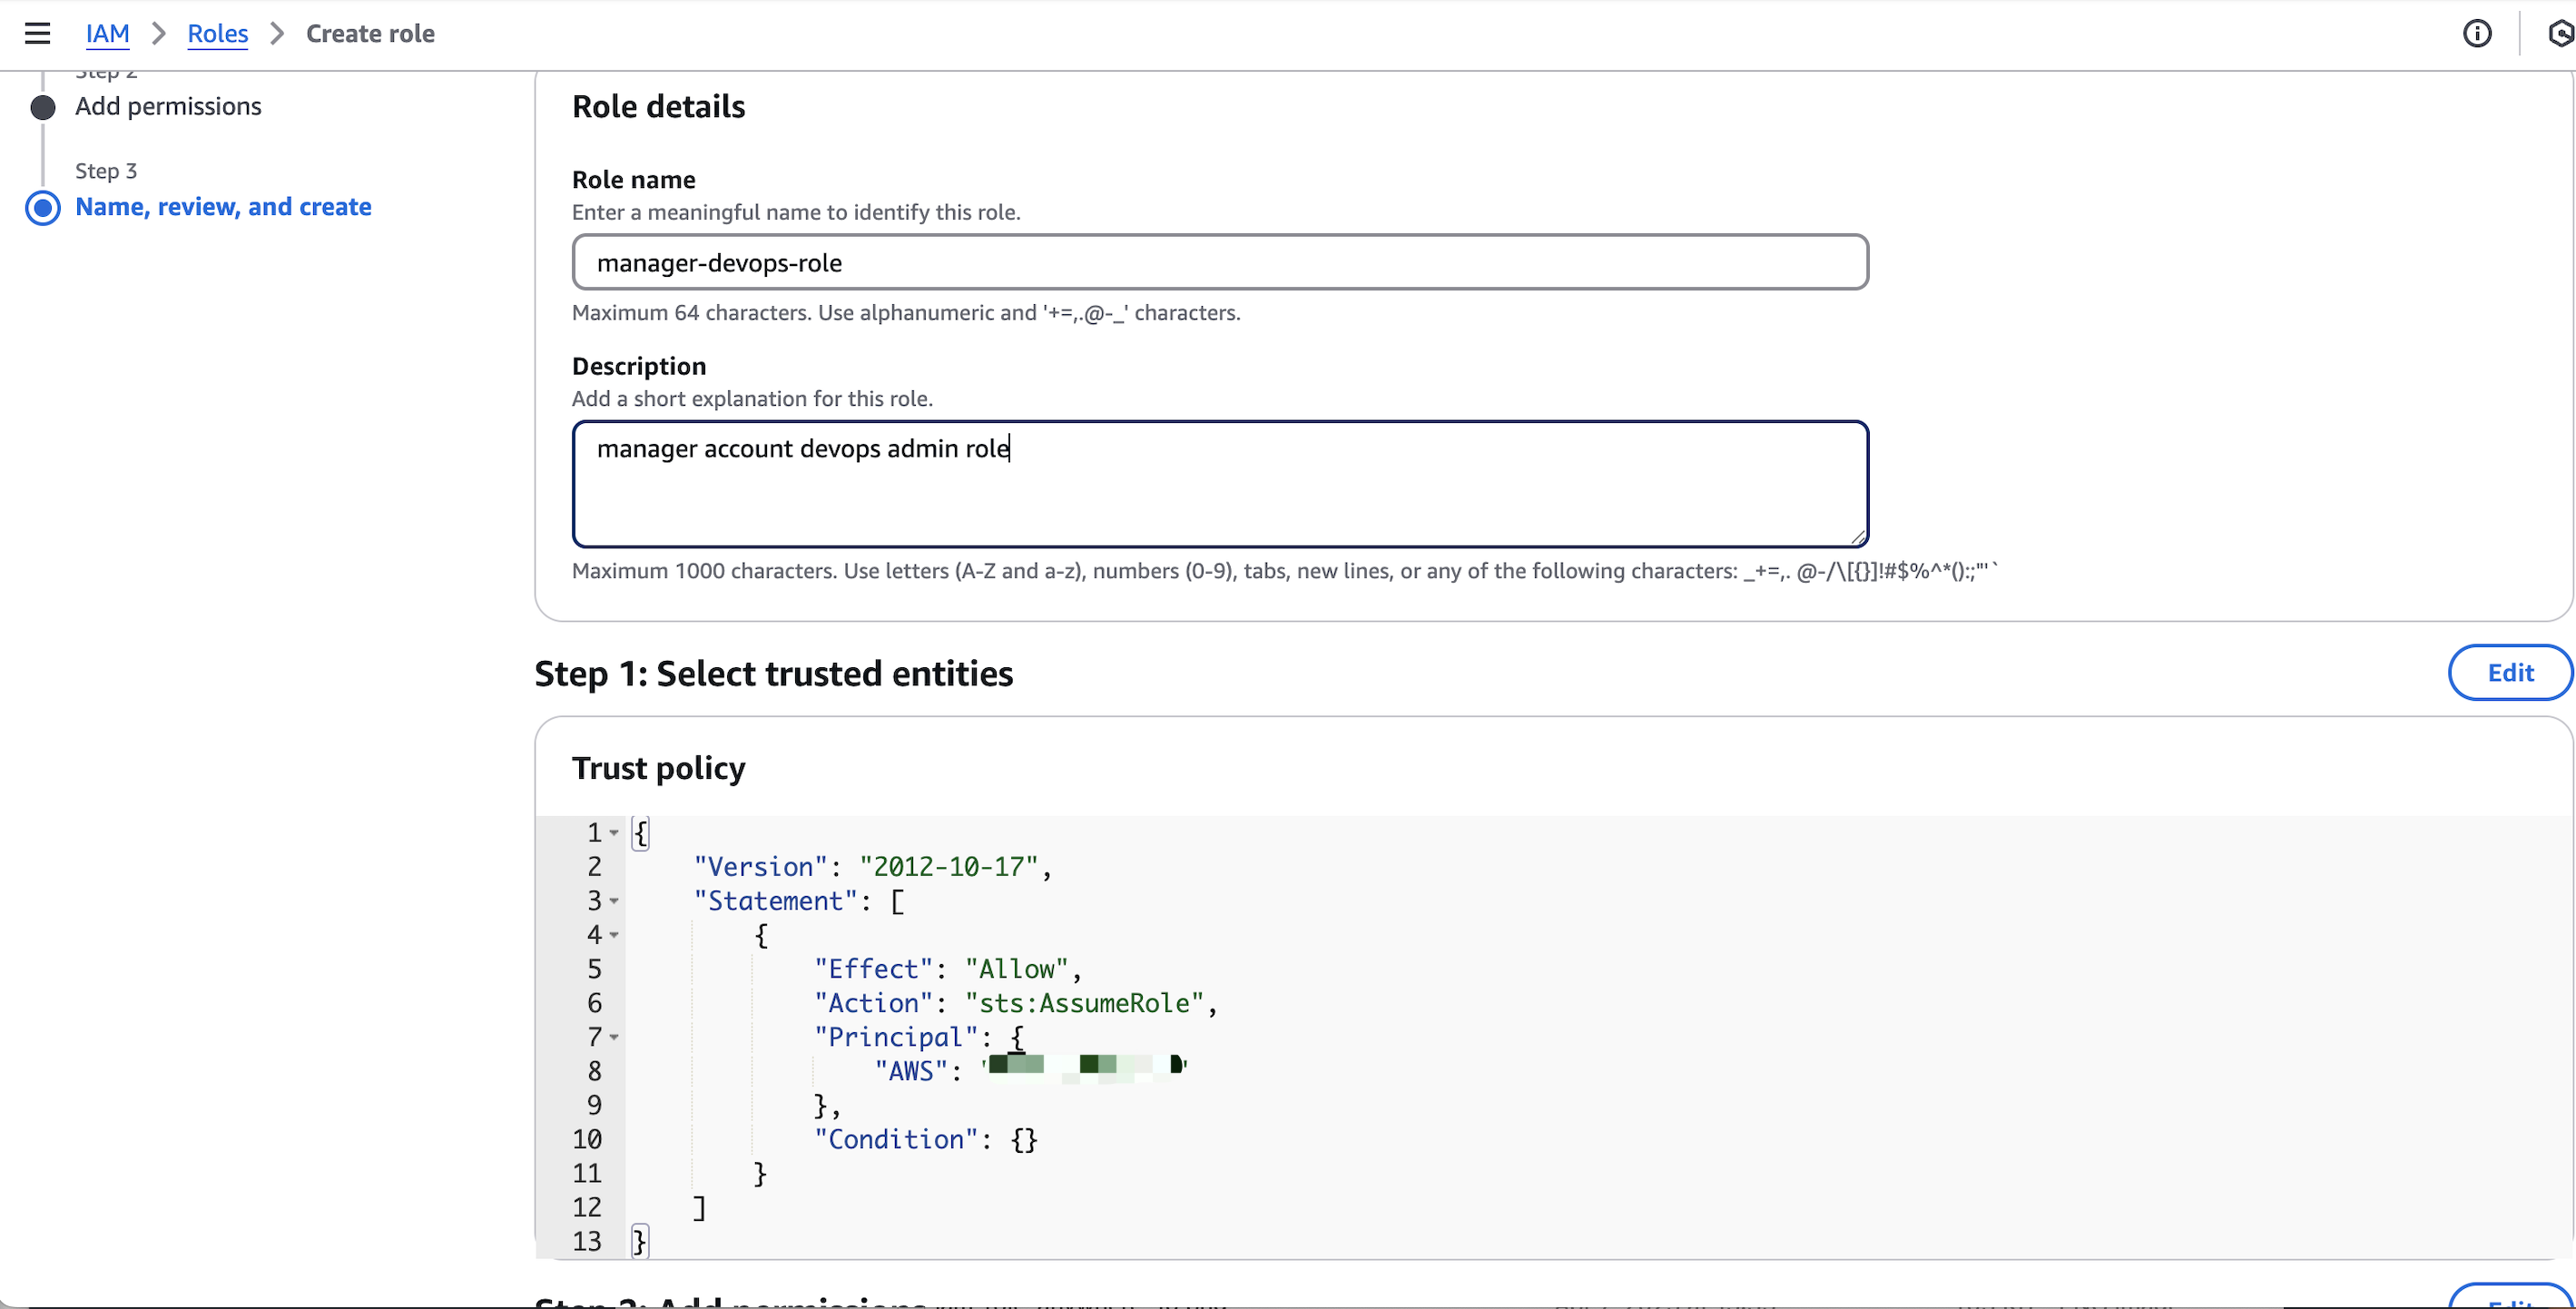 IAM > Roles > Create role
Step 2
Add permissions
Step 3
Name, review, and create
Role details
Role name
Enter a meaningful name to identify this role.
manager-devops-role
Maximum 64 characters. Use alphanumeric and '+=,.@-_' characters.
Description
Add a short explanation for this role.
manager account devops admin role
Maximum 1000 characters. Use letters (A-Z and a-z), numbers (0-9), tabs, new lines, or any of the following characters: _+=,. @-/\[{}]!#$%^*();:;"'`
Step 1: Select trusted entities
Edit
Trust policy
1 {
2 "Version": "2012-10-17",
3 "Statement": [
4 {
5 "Effect": "Allow",
6 "Action": "sts:AssumeRole",
7 "Principal": {
8 "AWS":
9 },
10 "Condition": {}
11 }
12 ]
13 }
Step 2: Add permissions
Edit